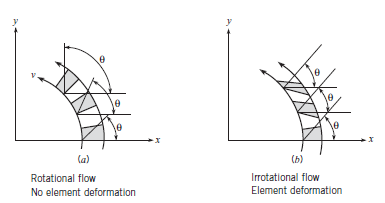 y
θ
v
θ
θ
x
(a)
Rotational flow
No element deformation
y
θ
θ
θ
x
(b)
Irrotational flow
Element deformation